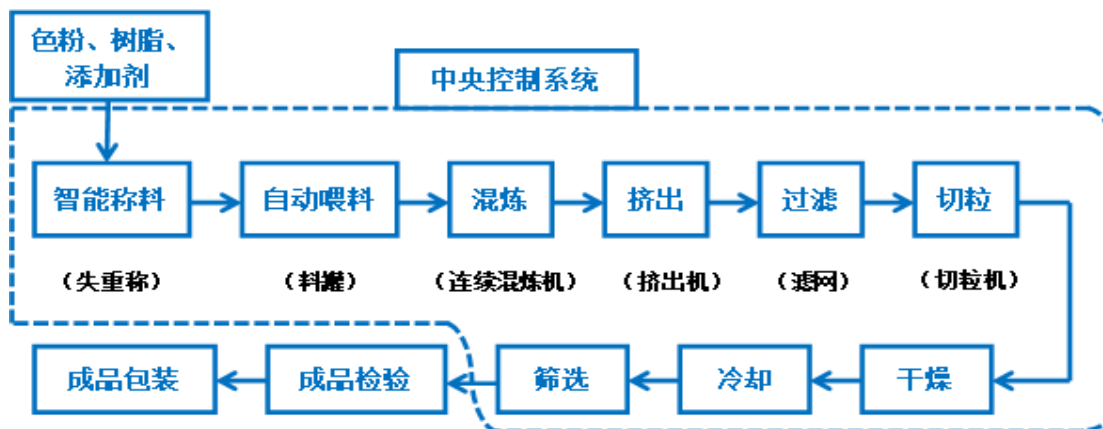 色粉、树脂、
添加剂
中央控制系统
智能称料
自动喂料
混炼
挤出
过滤
切粒
（失重称）
（料罐）
（连续混炼机）
（挤出机）
（滤网）
（切粒机）
成品包装
成品检验
筛选
冷却
干燥